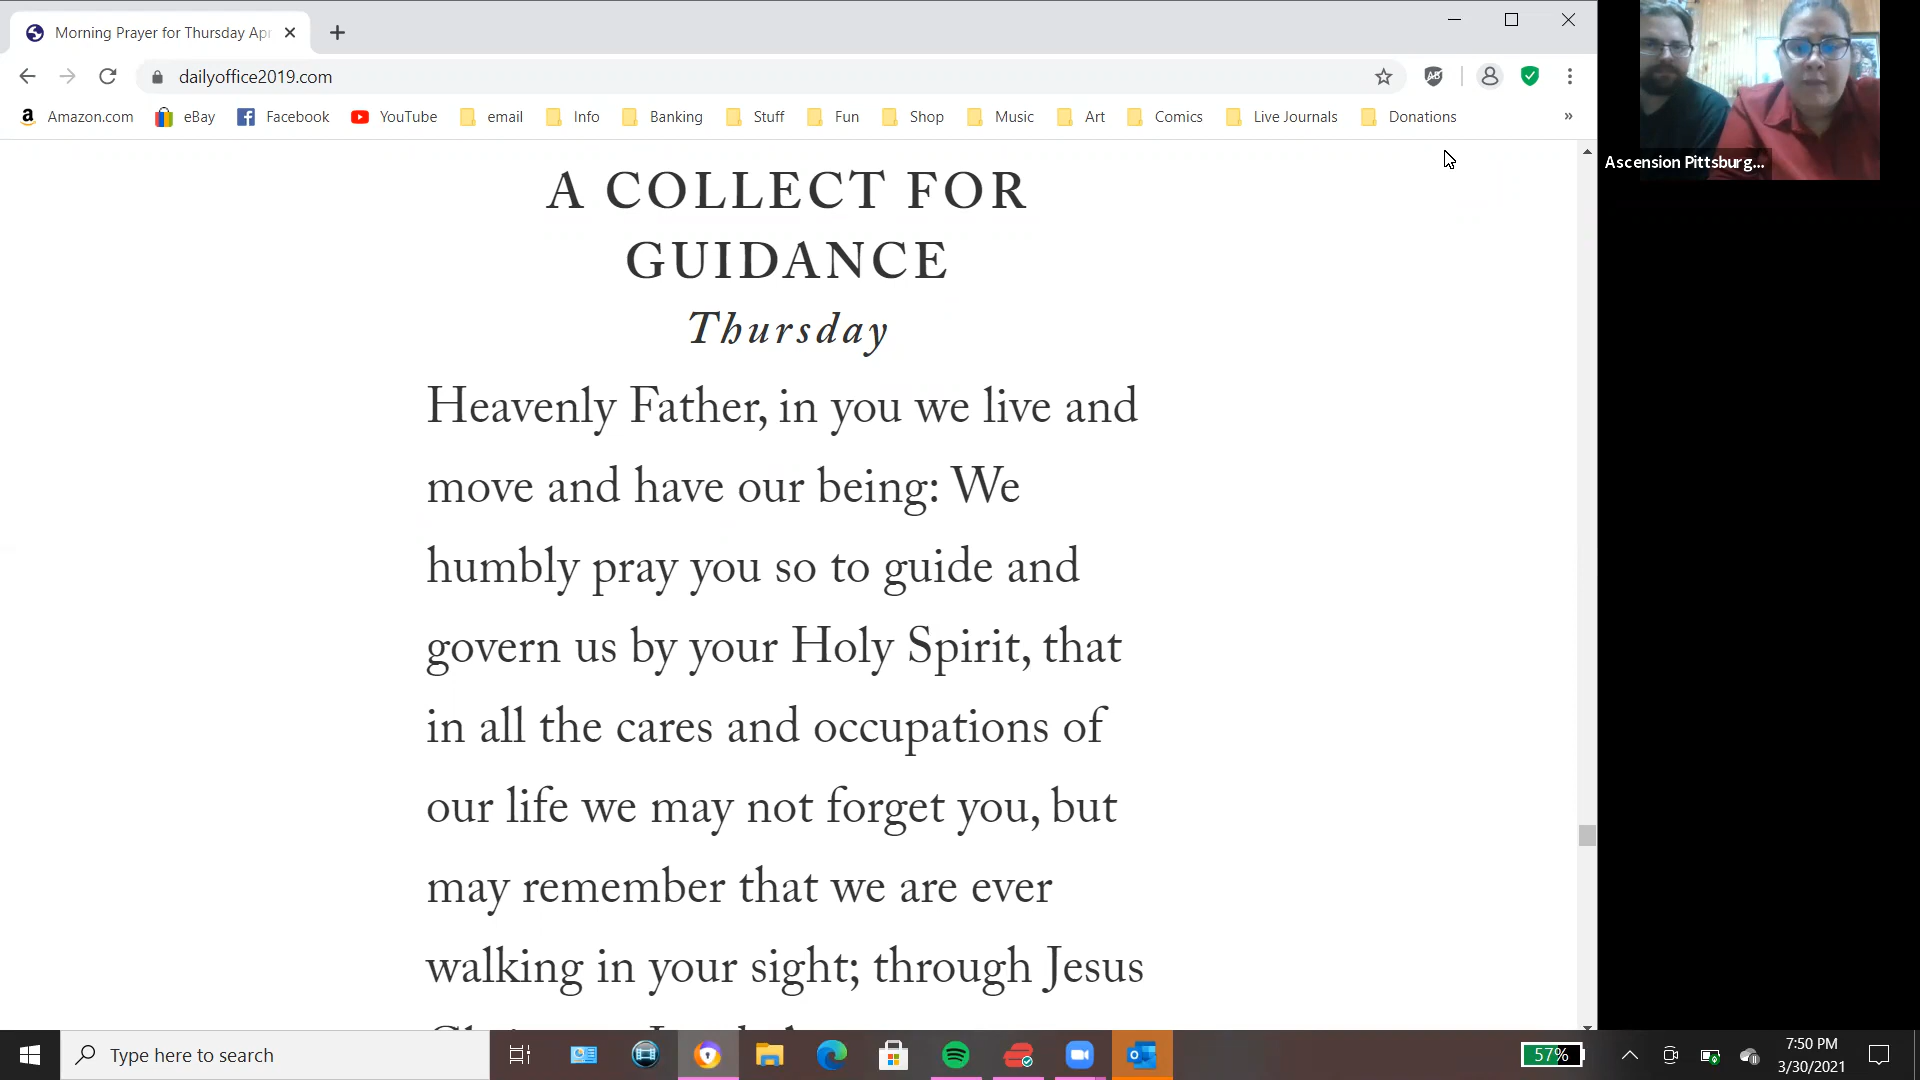 Morning Prayer for Thursday Apr
dailyoffice2019.com
Amazon.com eBay Facebook YouTube email Info Banking Stuff Fun Shop Music Art Comics Live Journals Donations »
Ascension Pittsburg...
A COLLECT FOR
GUIDANCE
Thursday
Heavenly Father, in you we live and
move and have our being: We
humbly pray you so to guide and
govern us by your Holy Spirit, that
in all the cares and occupations of
our life we may not forget you, but
may remember that we are ever
walking in your sight; through Jesus
Type here to search
57%
7:50 PM
3/30/2021